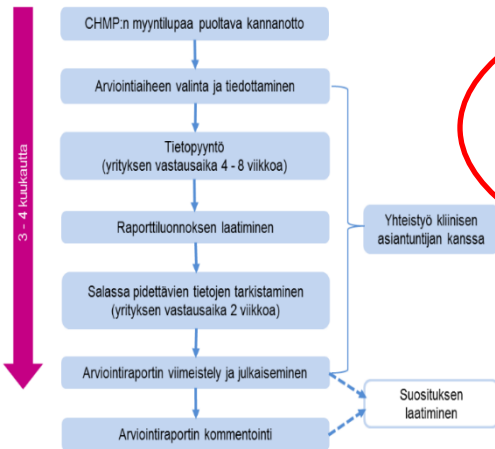 CHMP:n myyntilupaa puoltava kannanotto
Arviointiaiheen valinta ja tiedottaminen
Tietopyyntö
(yrityksen vastausaika 4 - 8 viikkoa)
3 - 4 kuukautta
Raporttiluonnoksen laatiminen
Yhteistyö kliinisen
asiantuntijan kanssa
Salassa pidettävien tietojen tarkistaminen
(yrityksen vastausaika 2 viikkoa)
Arviointiraportin viimeistely ja julkaiseminen
Suosituksen
laatiminen
Arviointiraportin kommentointi